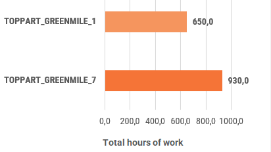 TOPPART_GREENMILE_1 650,0
TOPPART_GREENMILE_7 930,0
0,0 200,0 400,0 600,0 800,0 1000,0
Total hours of work